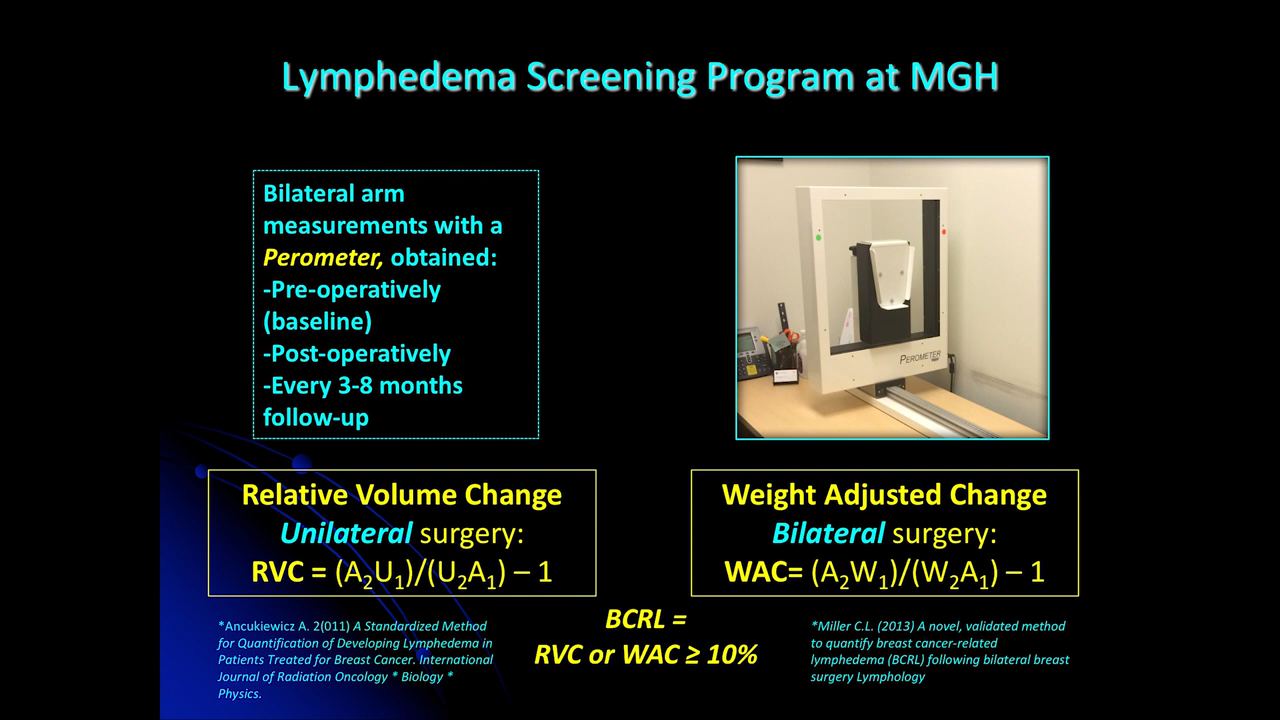 Lymphedema Screening Program at MGH
Bilateral arm
measurements with a
Perometer, obtained:
-Pre-operatively
(baseline)
-Post-operatively
-Every 3-8 months
follow-up
PEROMETER
Relative Volume Change
Unilateral surgery:
RVC = (A₂U₁)/(U₂A₁) – 1
Weight Adjusted Change
Bilateral surgery:
WAC= (A₂W₁)/(W₂A₁) – 1
BCRL =
RVC or WAC ≥ 10%
*Ancukiewicz A. 2(011) A Standardized Method
for Quantification of Developing Lymphedema in
Patients Treated for Breast Cancer. International
Journal of Radiation Oncology * Biology *
Physics.
*Miller C.L. (2013) A novel, validated method
to quantify breast cancer-related
lymphedema (BCRL) following bilateral breast
surgery Lymphology